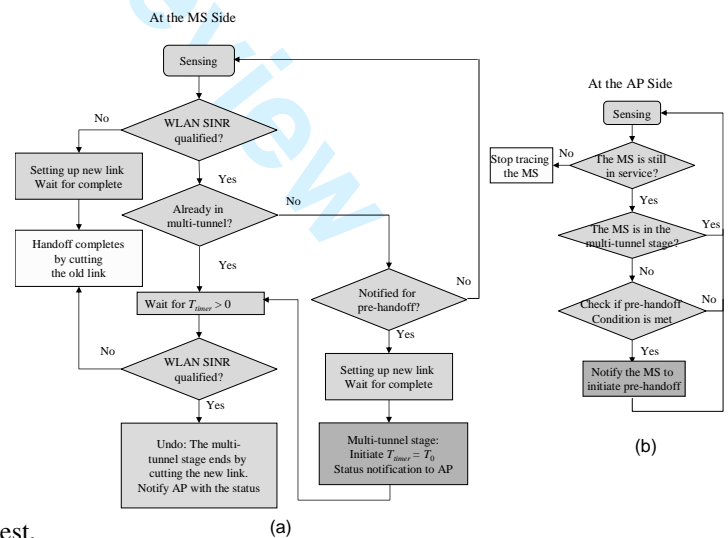 At the MS Side
Sensing
WLAN SINR
qualified?
No
Yes
Setting up new link
Wait for complete
Handoff completes
by cutting
the old link
Already in
multi-tunnel?
No
Yes
Wait for Ttimer > 0
Notified for
pre-handoff?
No
Yes
WLAN SINR
qualified?
No
Yes
Setting up new link
Wait for complete
Undo: The multi-
tunnel stage ends by
cutting the new link.
Notify AP with the status
Multi-tunnel stage:
Initiate Ttimer = T0
Status notification to AP
(a)
At the AP Side
Sensing
The MS is still
in service?
No
Stop tracing
the MS
Yes
The MS is in the
multi-tunnel stage?
Yes
No
Check if pre-handoff
Condition is met
No
Yes
Notify the MS to
initiate pre-handoff
(b)
est.
eview